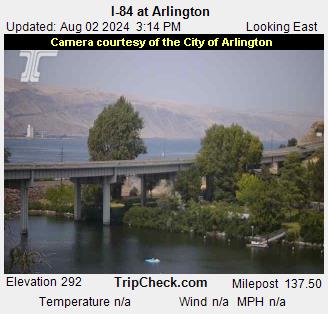 I-84 at Arlington
Updated: Aug 02 2024 3:14 PM Looking East
Camera courtesy of the City of Arlington
Elevation 292 TripCheck.com Milepost 137.50
Temperature n/a Wind n/a MPH n/a